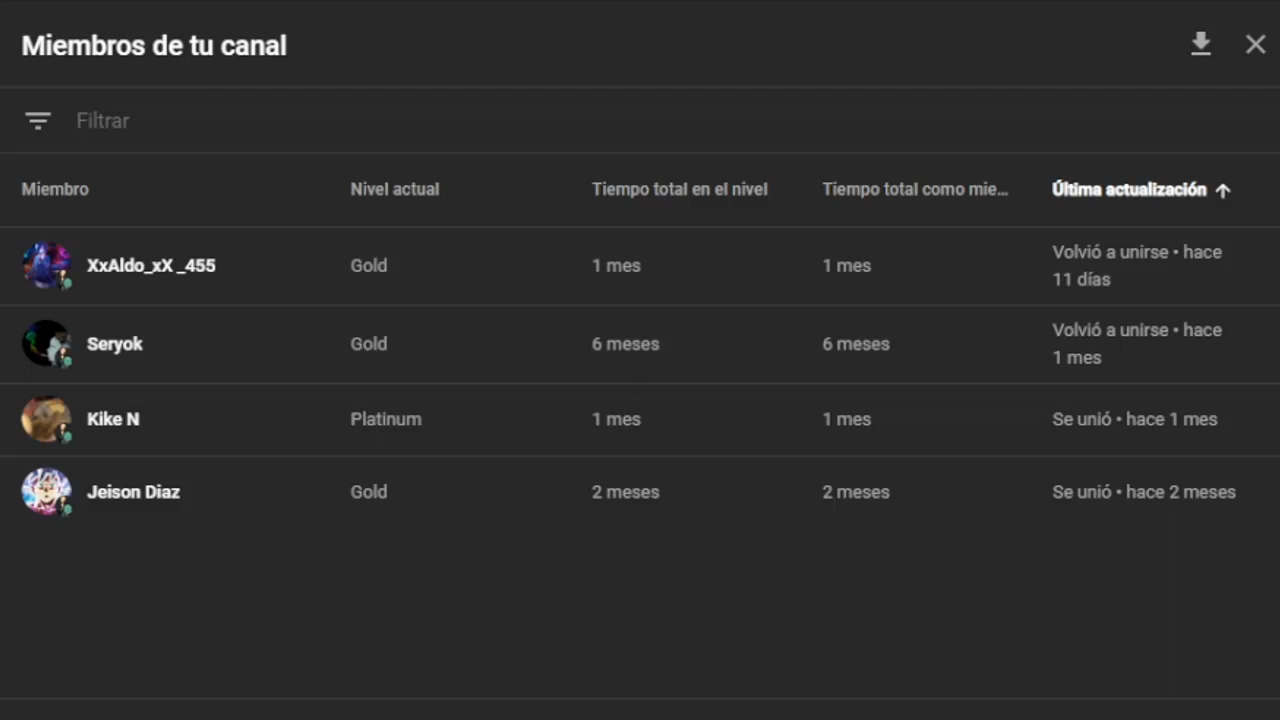 Miembros de tu canal
Filtrar
Miembro Nivel actual Tiempo total en el nivel Tiempo total como mie... Última actualización
XxAldo_xX _455 Gold 1 mes 1 mes Volvió a unirse • hace
11 días
Seryok Gold 6 meses 6 meses Volvió a unirse • hace
1 mes
Kike N Platinum 1 mes 1 mes Se unió • hace 1 mes
Jeison Diaz Gold 2 meses 2 meses Se unió • hace 2 meses